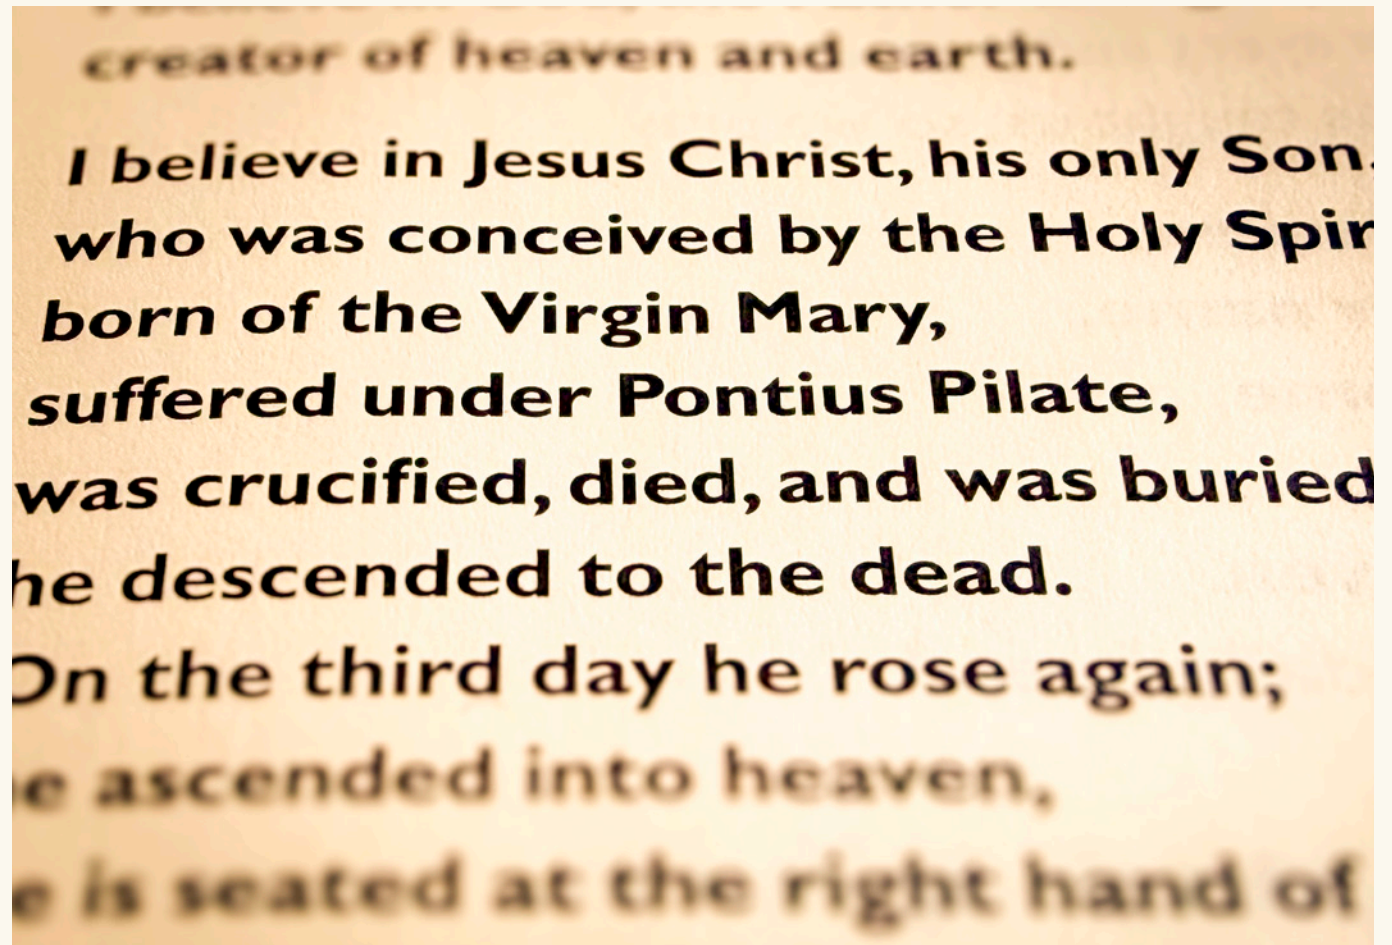 creator of heaven and earth.
I believe in Jesus Christ, his only Son.
who was conceived by the Holy Spir
born of the Virgin Mary,
suffered under Pontius Pilate,
was crucified, died, and was buried
he descended to the dead.
On the third day he rose again;
e ascended into heaven,
e is seated at the right hand of